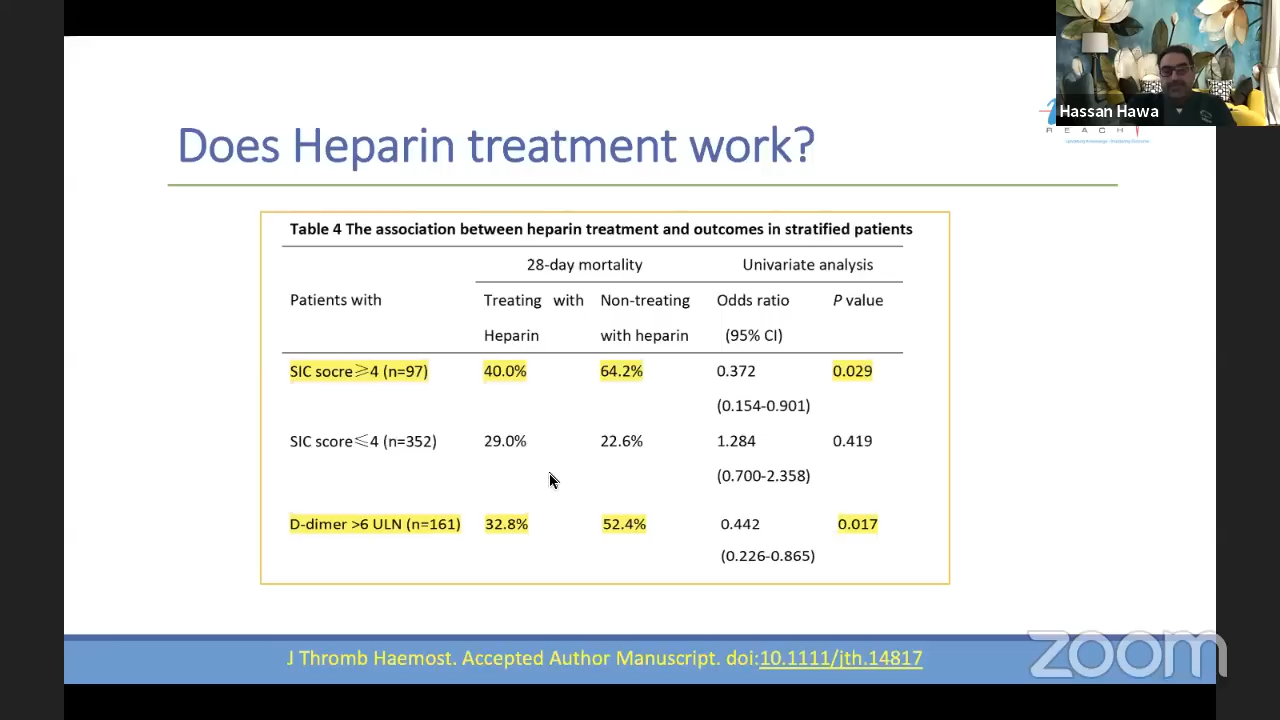 Hassan Hawa
REACH
Does Heparin treatment work?
Table 4 The association between heparin treatment and outcomes in stratified patients
28-day mortality Univariate analysis
Patients with Treating with Non-treating Odds ratio P value
Heparin with heparin (95% CI)
SIC socre≥4 (n=97) 40.0% 64.2% 0.372 0.029
(0.154-0.901)
SIC score≤4 (n=352) 29.0% 22.6% 1.284 0.419
(0.700-2.358)
D-dimer >6 ULN (n=161) 32.8% 52.4% 0.442 0.017
(0.226-0.865)
J Thromb Haemost. Accepted Author Manuscript. doi:10.1111/jth.14817
zoom